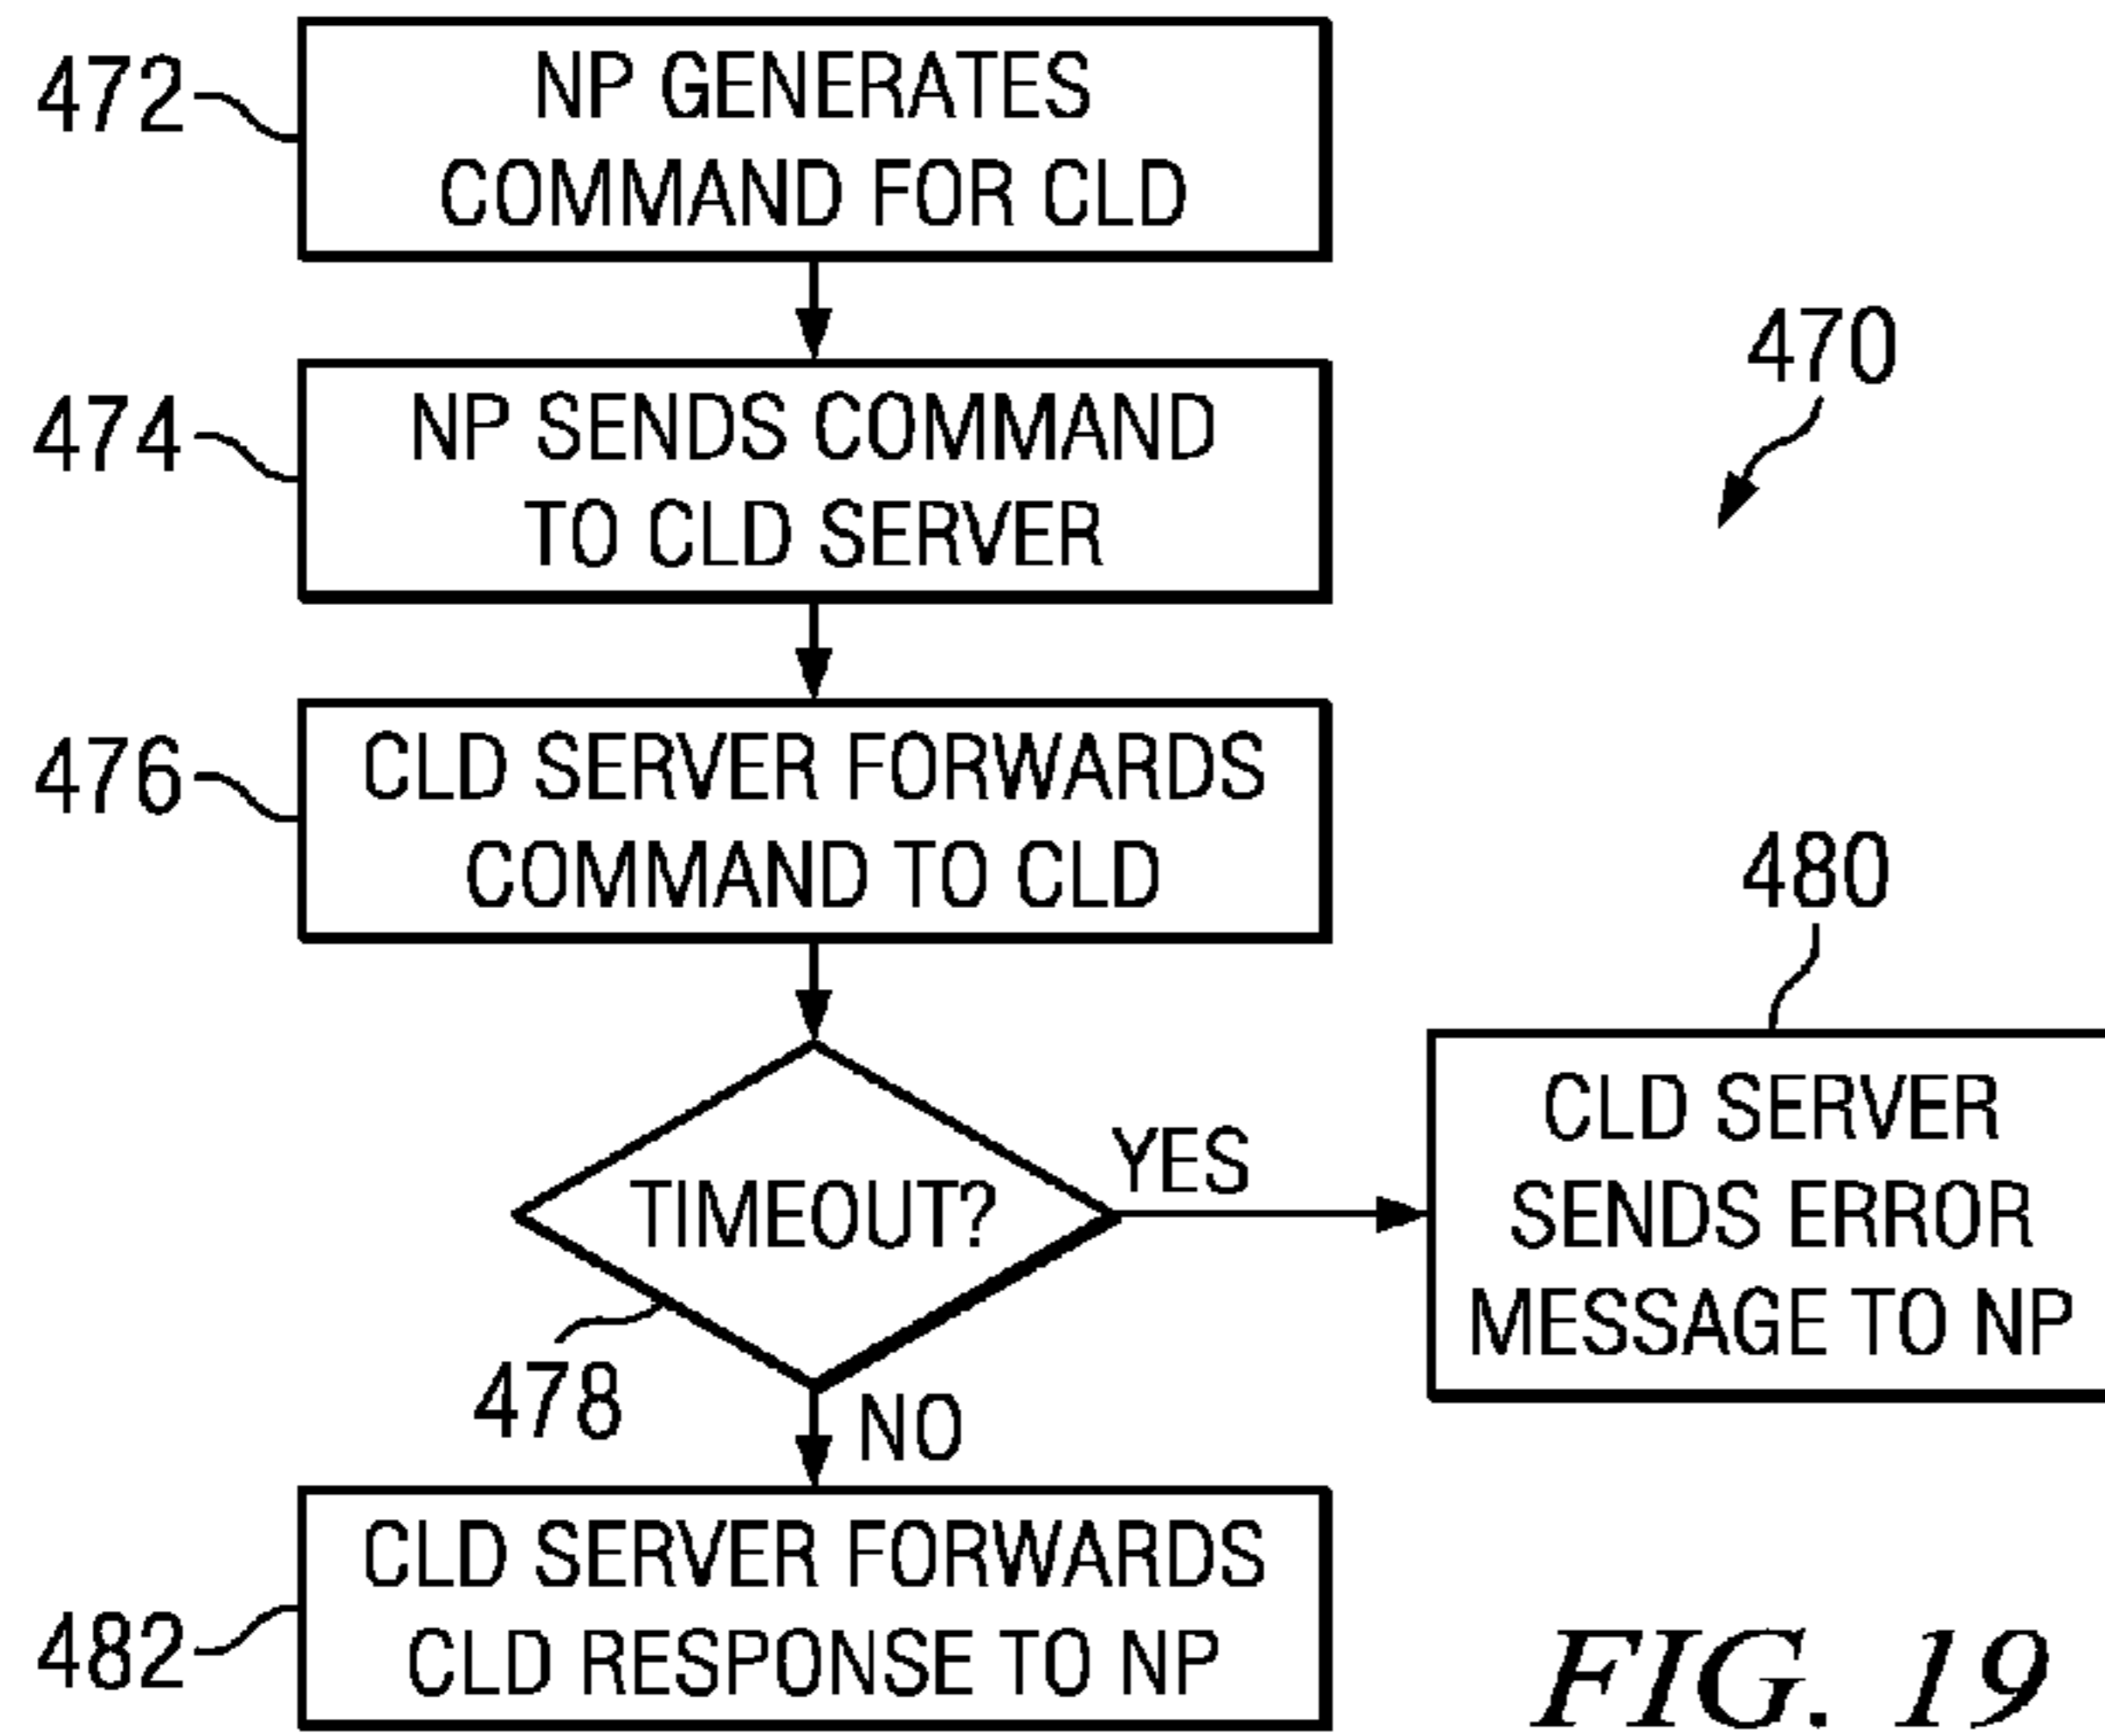 472
NP GENERATES
COMMAND FOR CLD
474
NP SENDS COMMAND
TO CLD SERVER
470
476
CLD SERVER FORWARDS
COMMAND TO CLD
480
CLD SERVER
SENDS ERROR
MESSAGE TO NP
TIMEOUT?
YES
478
NO
482
CLD SERVER FORWARDS
CLD RESPONSE TO NP
FIG. 19